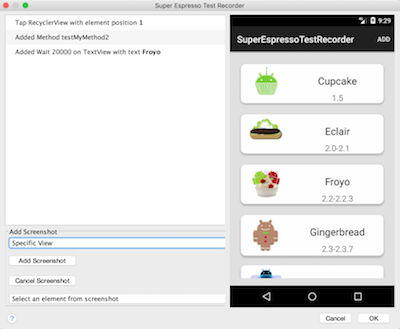 Super Espresso Test Recorder
Tap RecyclerView with element position 1
Added Method testMyMethod2
Added Wait 20000 on TextView with text Froyo
Add Screenshot
Specific View
Add Screenshot
Cancel Screenshot
Select an element from screenshot
?
9:29
SuperEspressoTestRecorder ADD
Cupcake
1.5
Eclair
2.0-2.1
Froyo
2.2-2.2.3
Gingerbread
2.3-2.3.7
Cancel OK